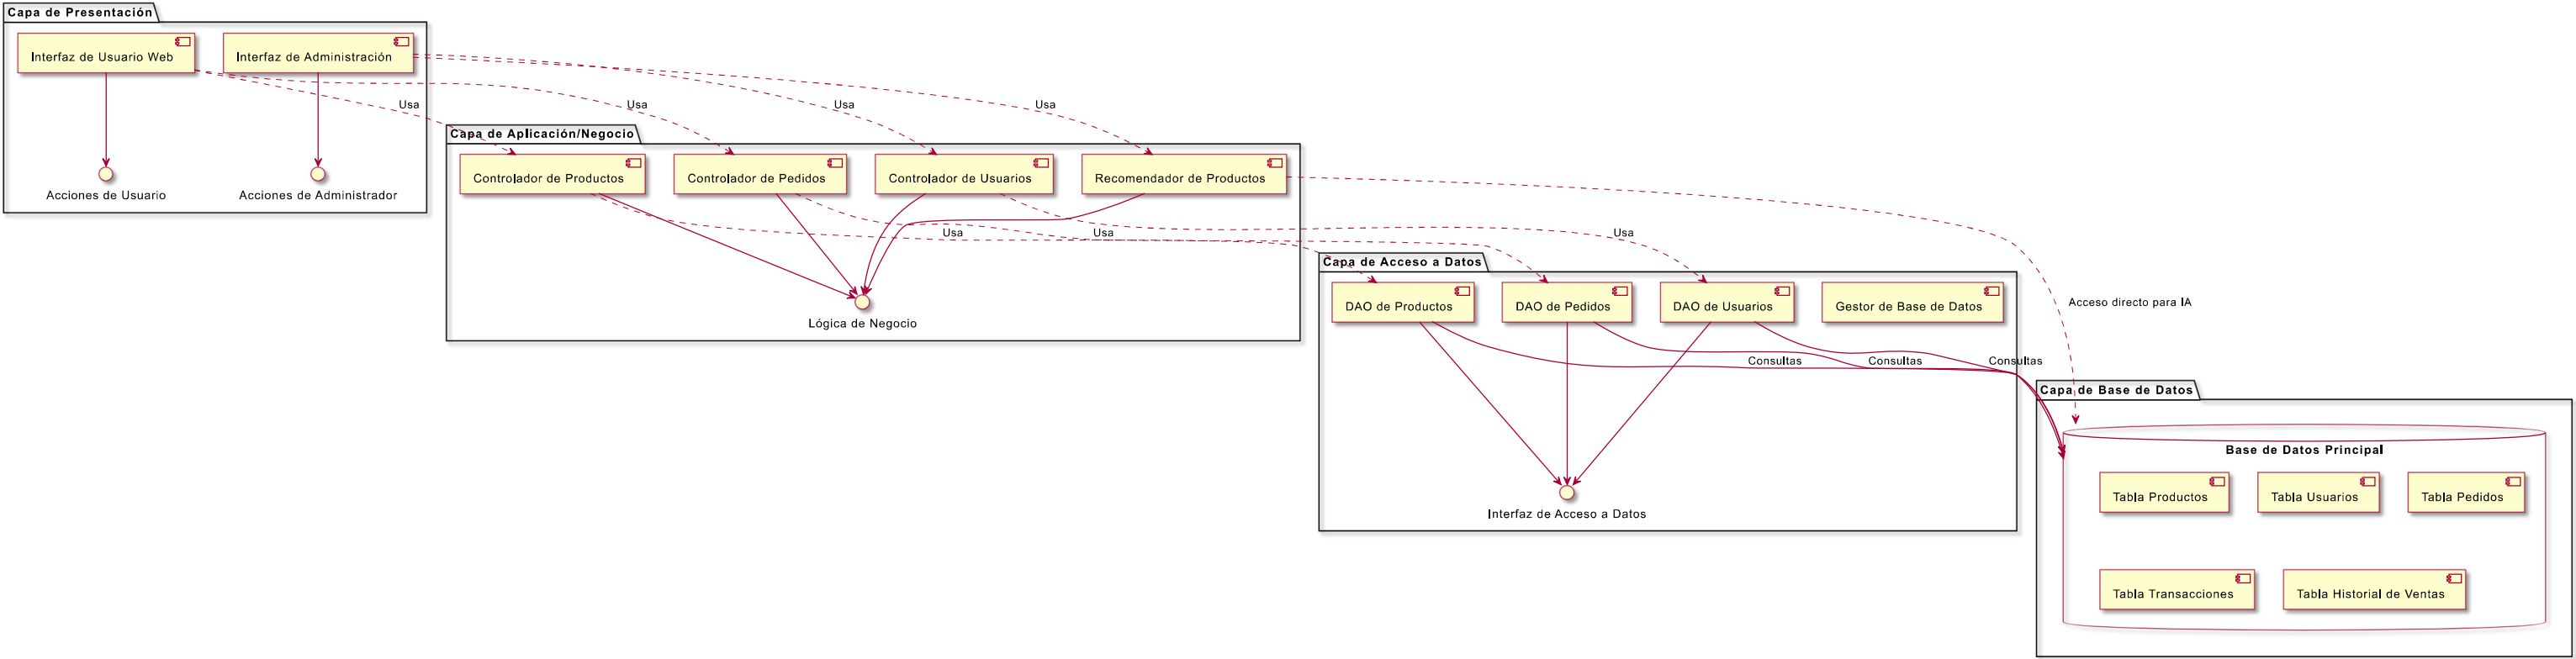 Capa de Presentación
Interfaz de Usuario Web
Interfaz de Administración
Usa
Usa
Usa
Usa
Acciones de Usuario
Acciones de Administrador
Capa de Aplicación/Negocio
Controlador de Productos
Controlador de Pedidos
Controlador de Usuarios
Recomendador de Productos
Usa
Usa
Usa
Lógica de Negocio
Capa de Acceso a Datos
DAO de Productos
DAO de Pedidos
DAO de Usuarios
Gestor de Base de Datos
Acceso directo para IA
Consultas
Consultas
Consultas
Interfaz de Acceso a Datos
Capa de Base de Datos
Base de Datos Principal
Tabla Productos
Tabla Usuarios
Tabla Pedidos
Tabla Transacciones
Tabla Historial de Ventas